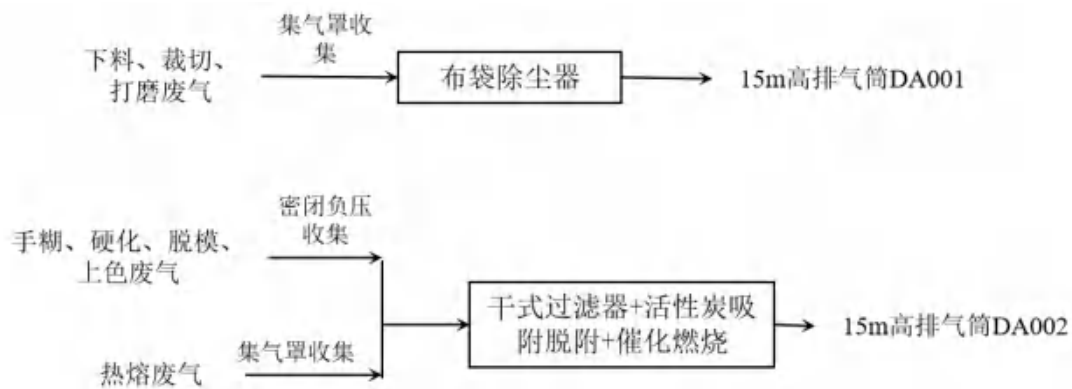 集气罩收
集
下料、裁切、
打磨废气
布袋除尘器
15m高排气筒DA001
密闭负压
收集
手糊、硬化、脱模、
上色废气
干式过滤器+活性炭吸
附脱附+催化燃烧
15m高排气筒DA002
集气罩收集
热熔废气